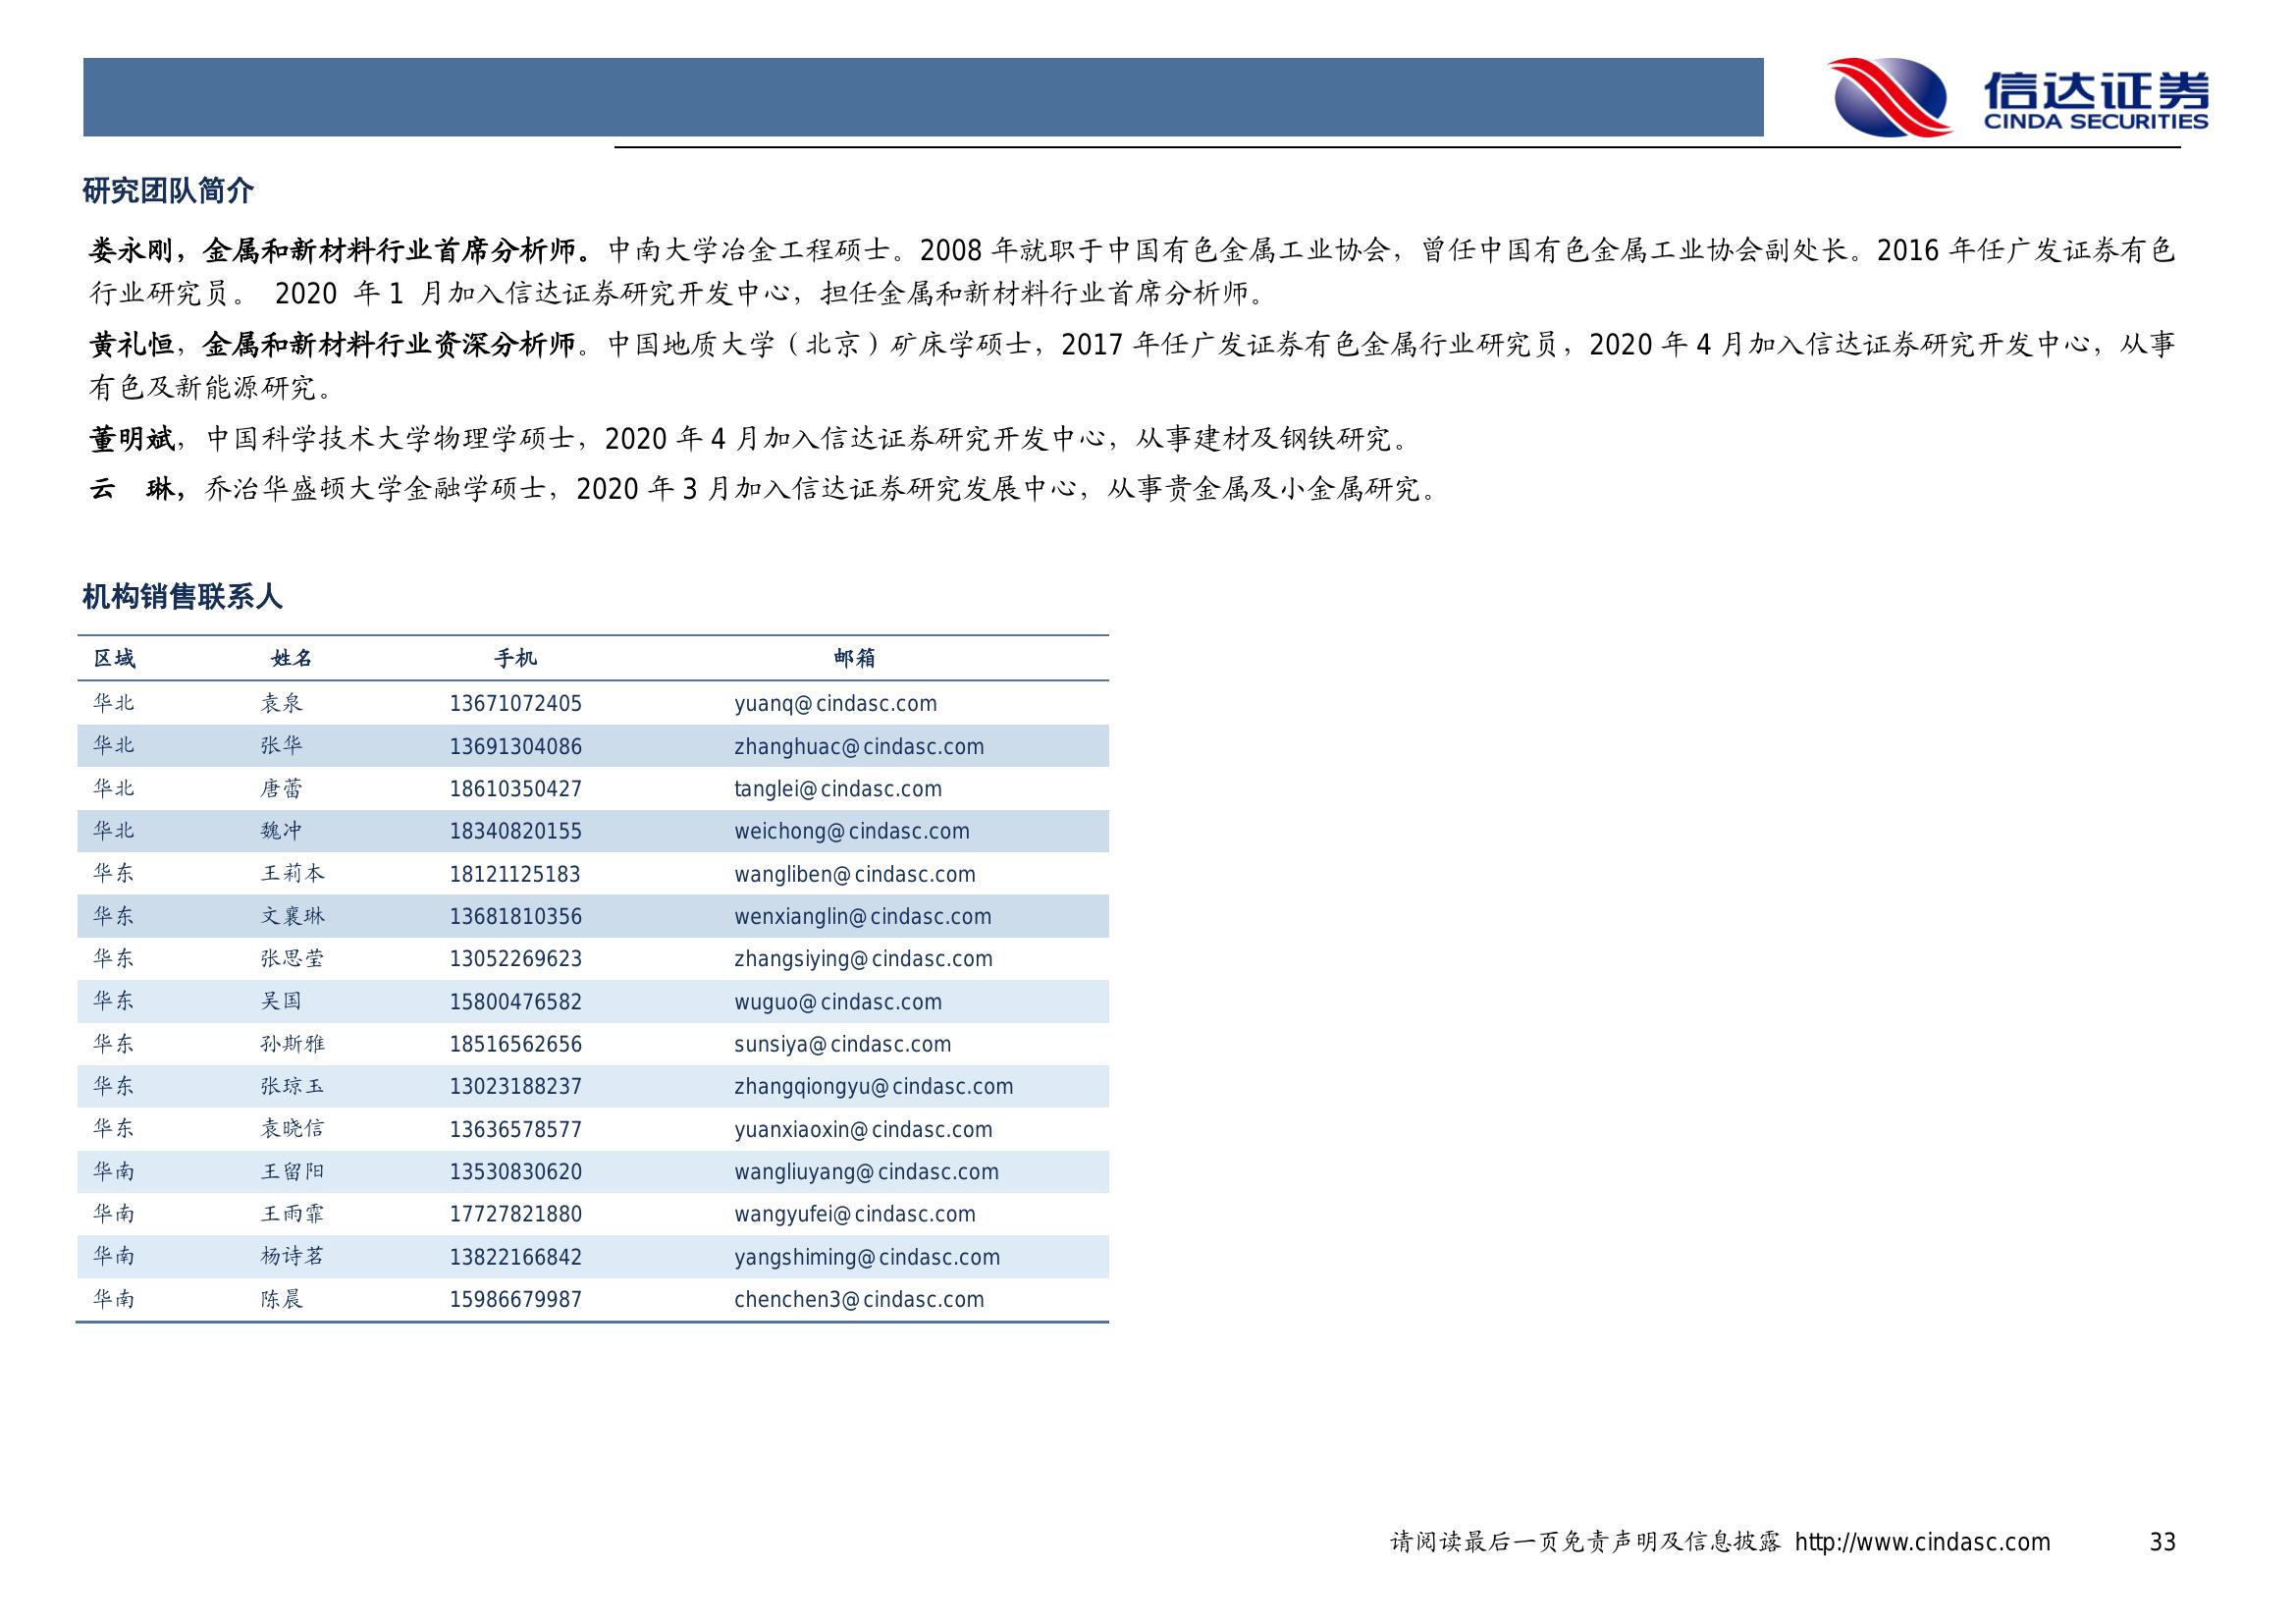 信达证券
CINDA SECURITIES
研究团队简介
娄永刚，金属和新材料行业首席分析师。中南大学冶金工程硕士。2008 年就职于中国有色金属工业协会，曾任中国有色金属工业协会副处长。2016 年任广发证券有色
行业研究员。 2020 年 1 月加入信达证券研究开发中心，担任金属和新材料行业首席分析师。
黄礼恒，金属和新材料行业资深分析师。中国地质大学（北京）矿床学硕士，2017 年任广发证券有色金属行业研究员，2020 年 4 月加入信达证券研究开发中心，从事
有色及新能源研究。
董明斌，中国科学技术大学物理学硕士，2020 年 4 月加入信达证券研究开发中心，从事建材及钢铁研究。
云 琳，乔治华盛顿大学金融学硕士，2020 年 3 月加入信达证券研究发展中心，从事贵金属及小金属研究。
机构销售联系人
区域 姓名 手机 邮箱
华北 袁泉 13671072405 yuanq@cindasc.com
华北 张华 13691304086 zhanghuac@cindasc.com
华北 唐蕾 18610350427 tanglei@cindasc.com
华北 魏冲 18340820155 weichong@cindasc.com
华东 王莉本 18121125183 wangliben@cindasc.com
华东 文襄琳 13681810356 wenxianglin@cindasc.com
华东 张思莹 13052269623 zhangsiying@cindasc.com
华东 吴国 15800476582 wuguo@cindasc.com
华东 孙斯雅 18516562656 sunsiya@cindasc.com
华东 张琼玉 13023188237 zhangqiongyu@cindasc.com
华东 袁晓信 13636578577 yuanxiaoxin@cindasc.com
华南 王留阳 13530830620 wangliuyang@cindasc.com
华南 王雨霏 17727821880 wangyufei@cindasc.com
华南 杨诗茗 13822166842 yangshiming@cindasc.com
华南 陈晨 15986679987 chenchen3@cindasc.com
请阅读最后一页免责声明及信息披露 http://www.cindasc.com 33